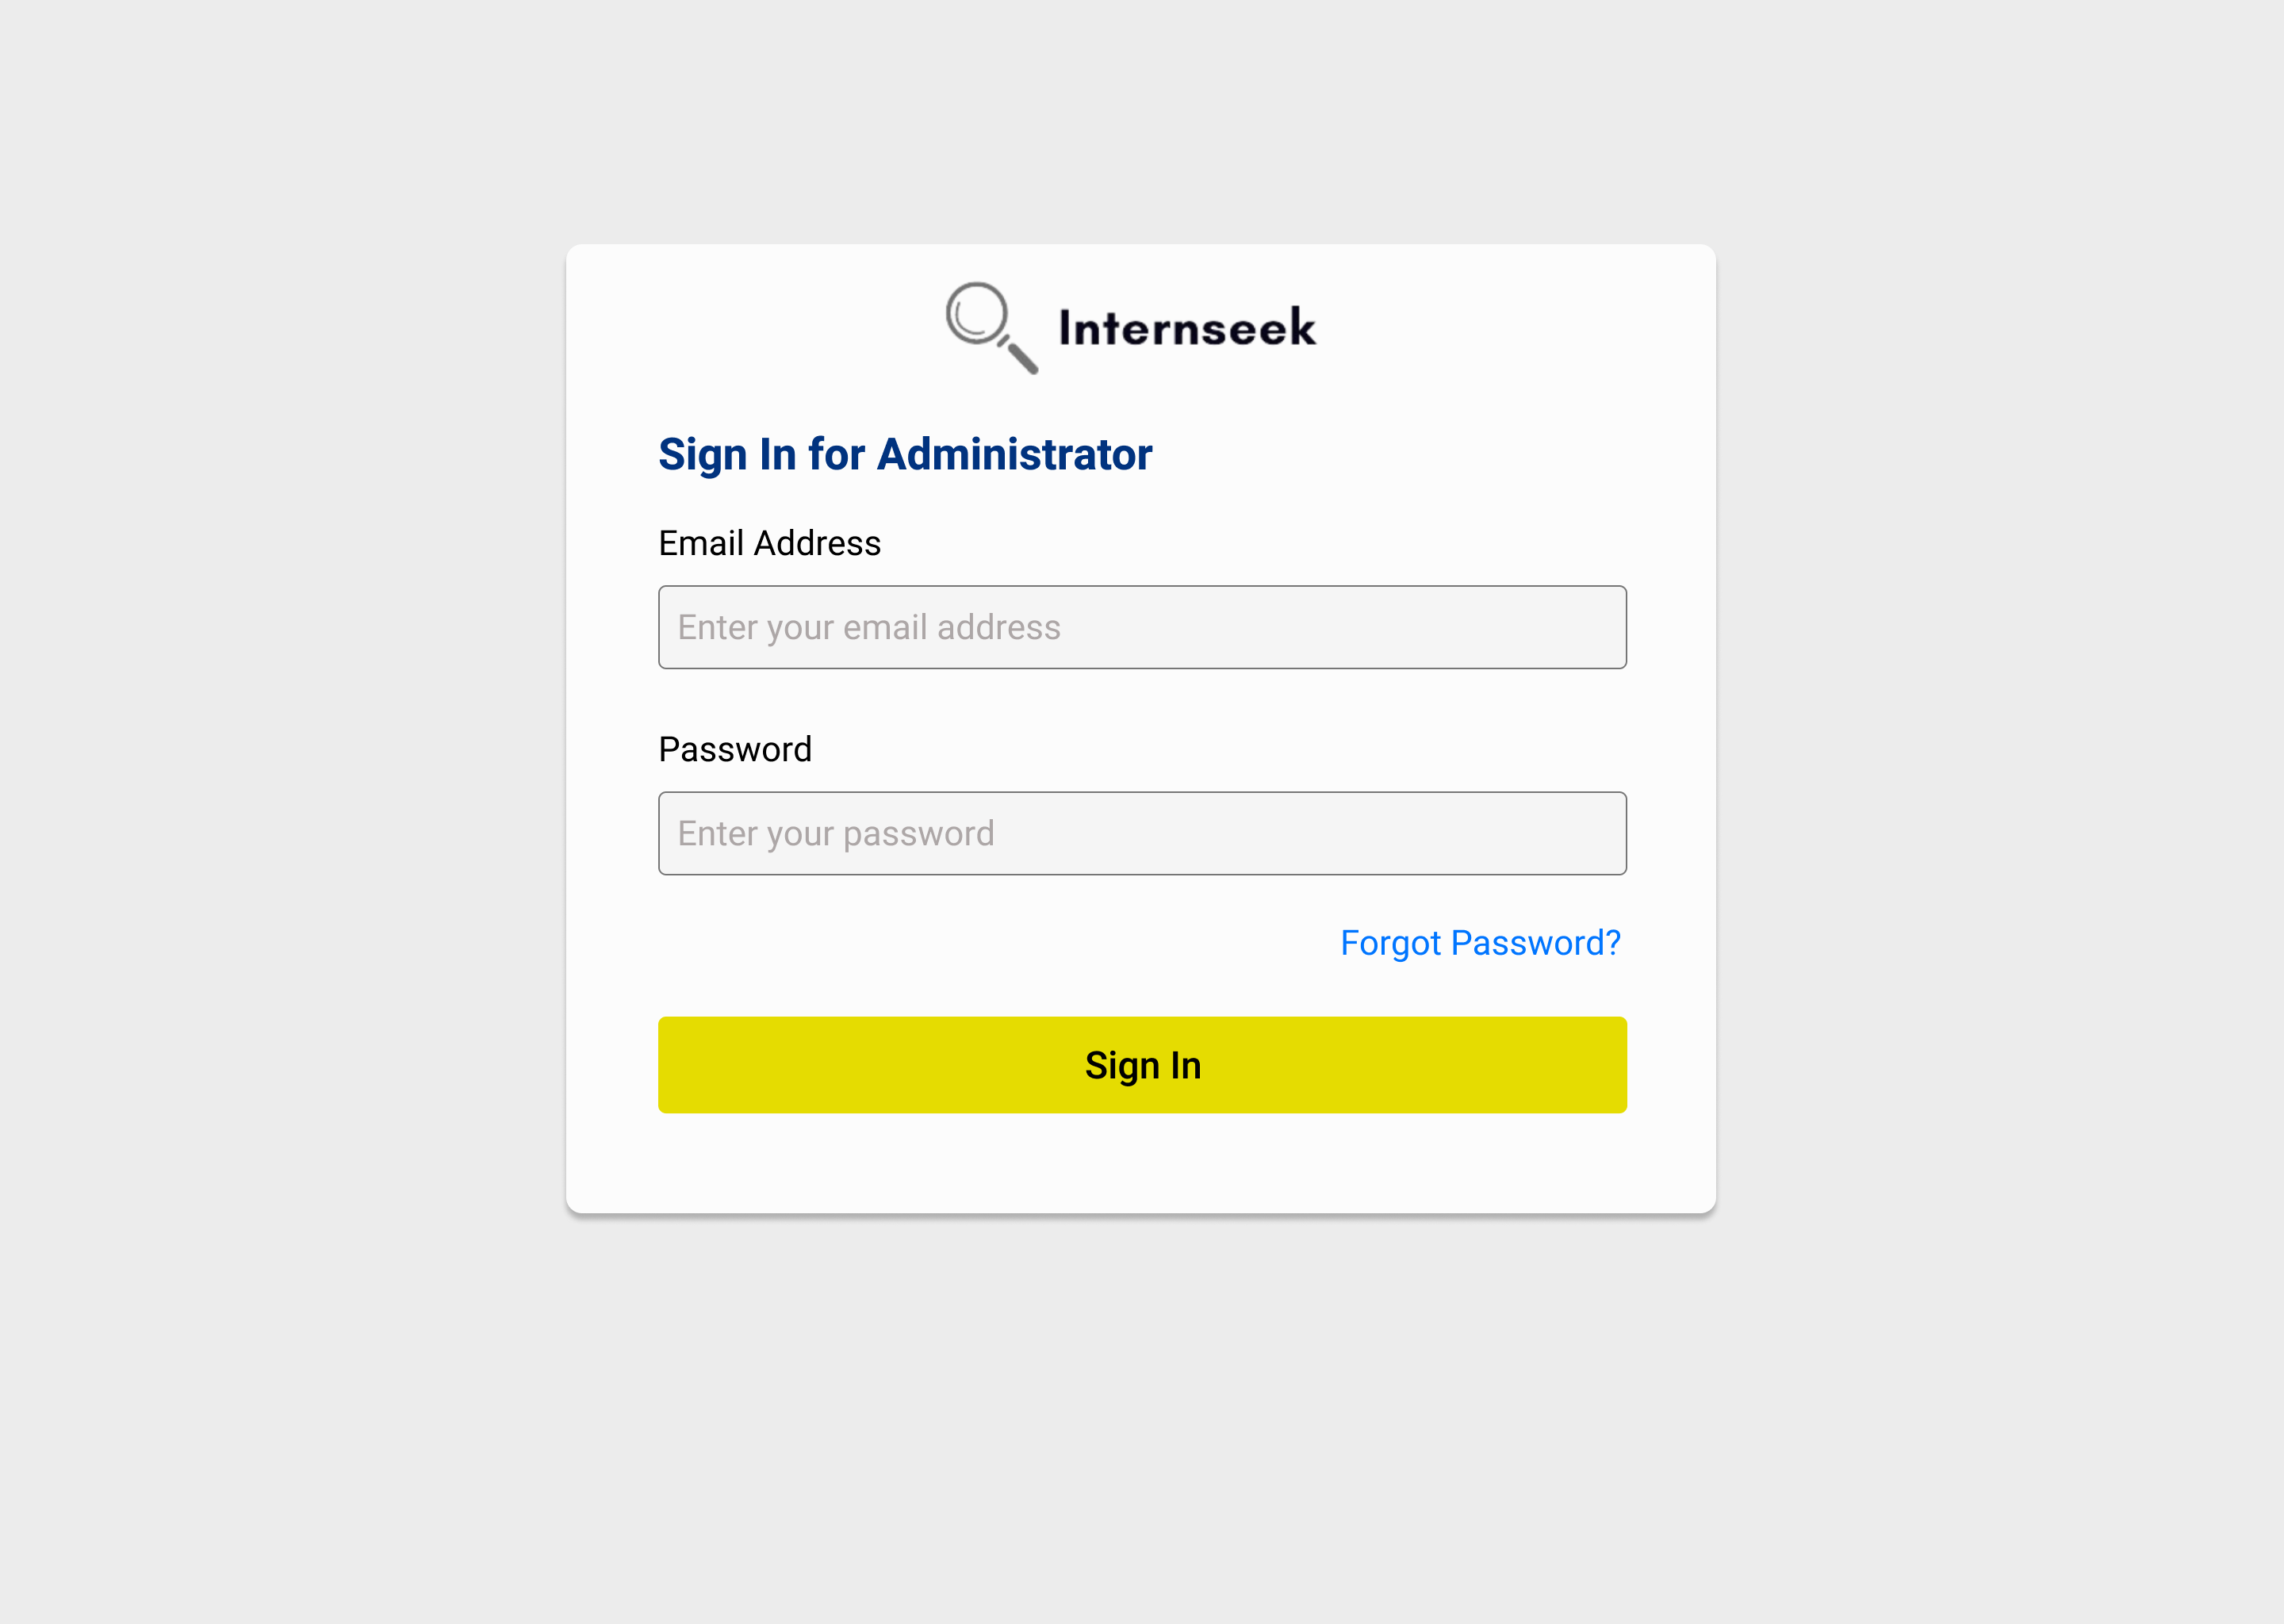 Internseek
Sign In for Administrator
Email Address
Enter your email address
Password
Enter your password
Forgot Password?
Sign In